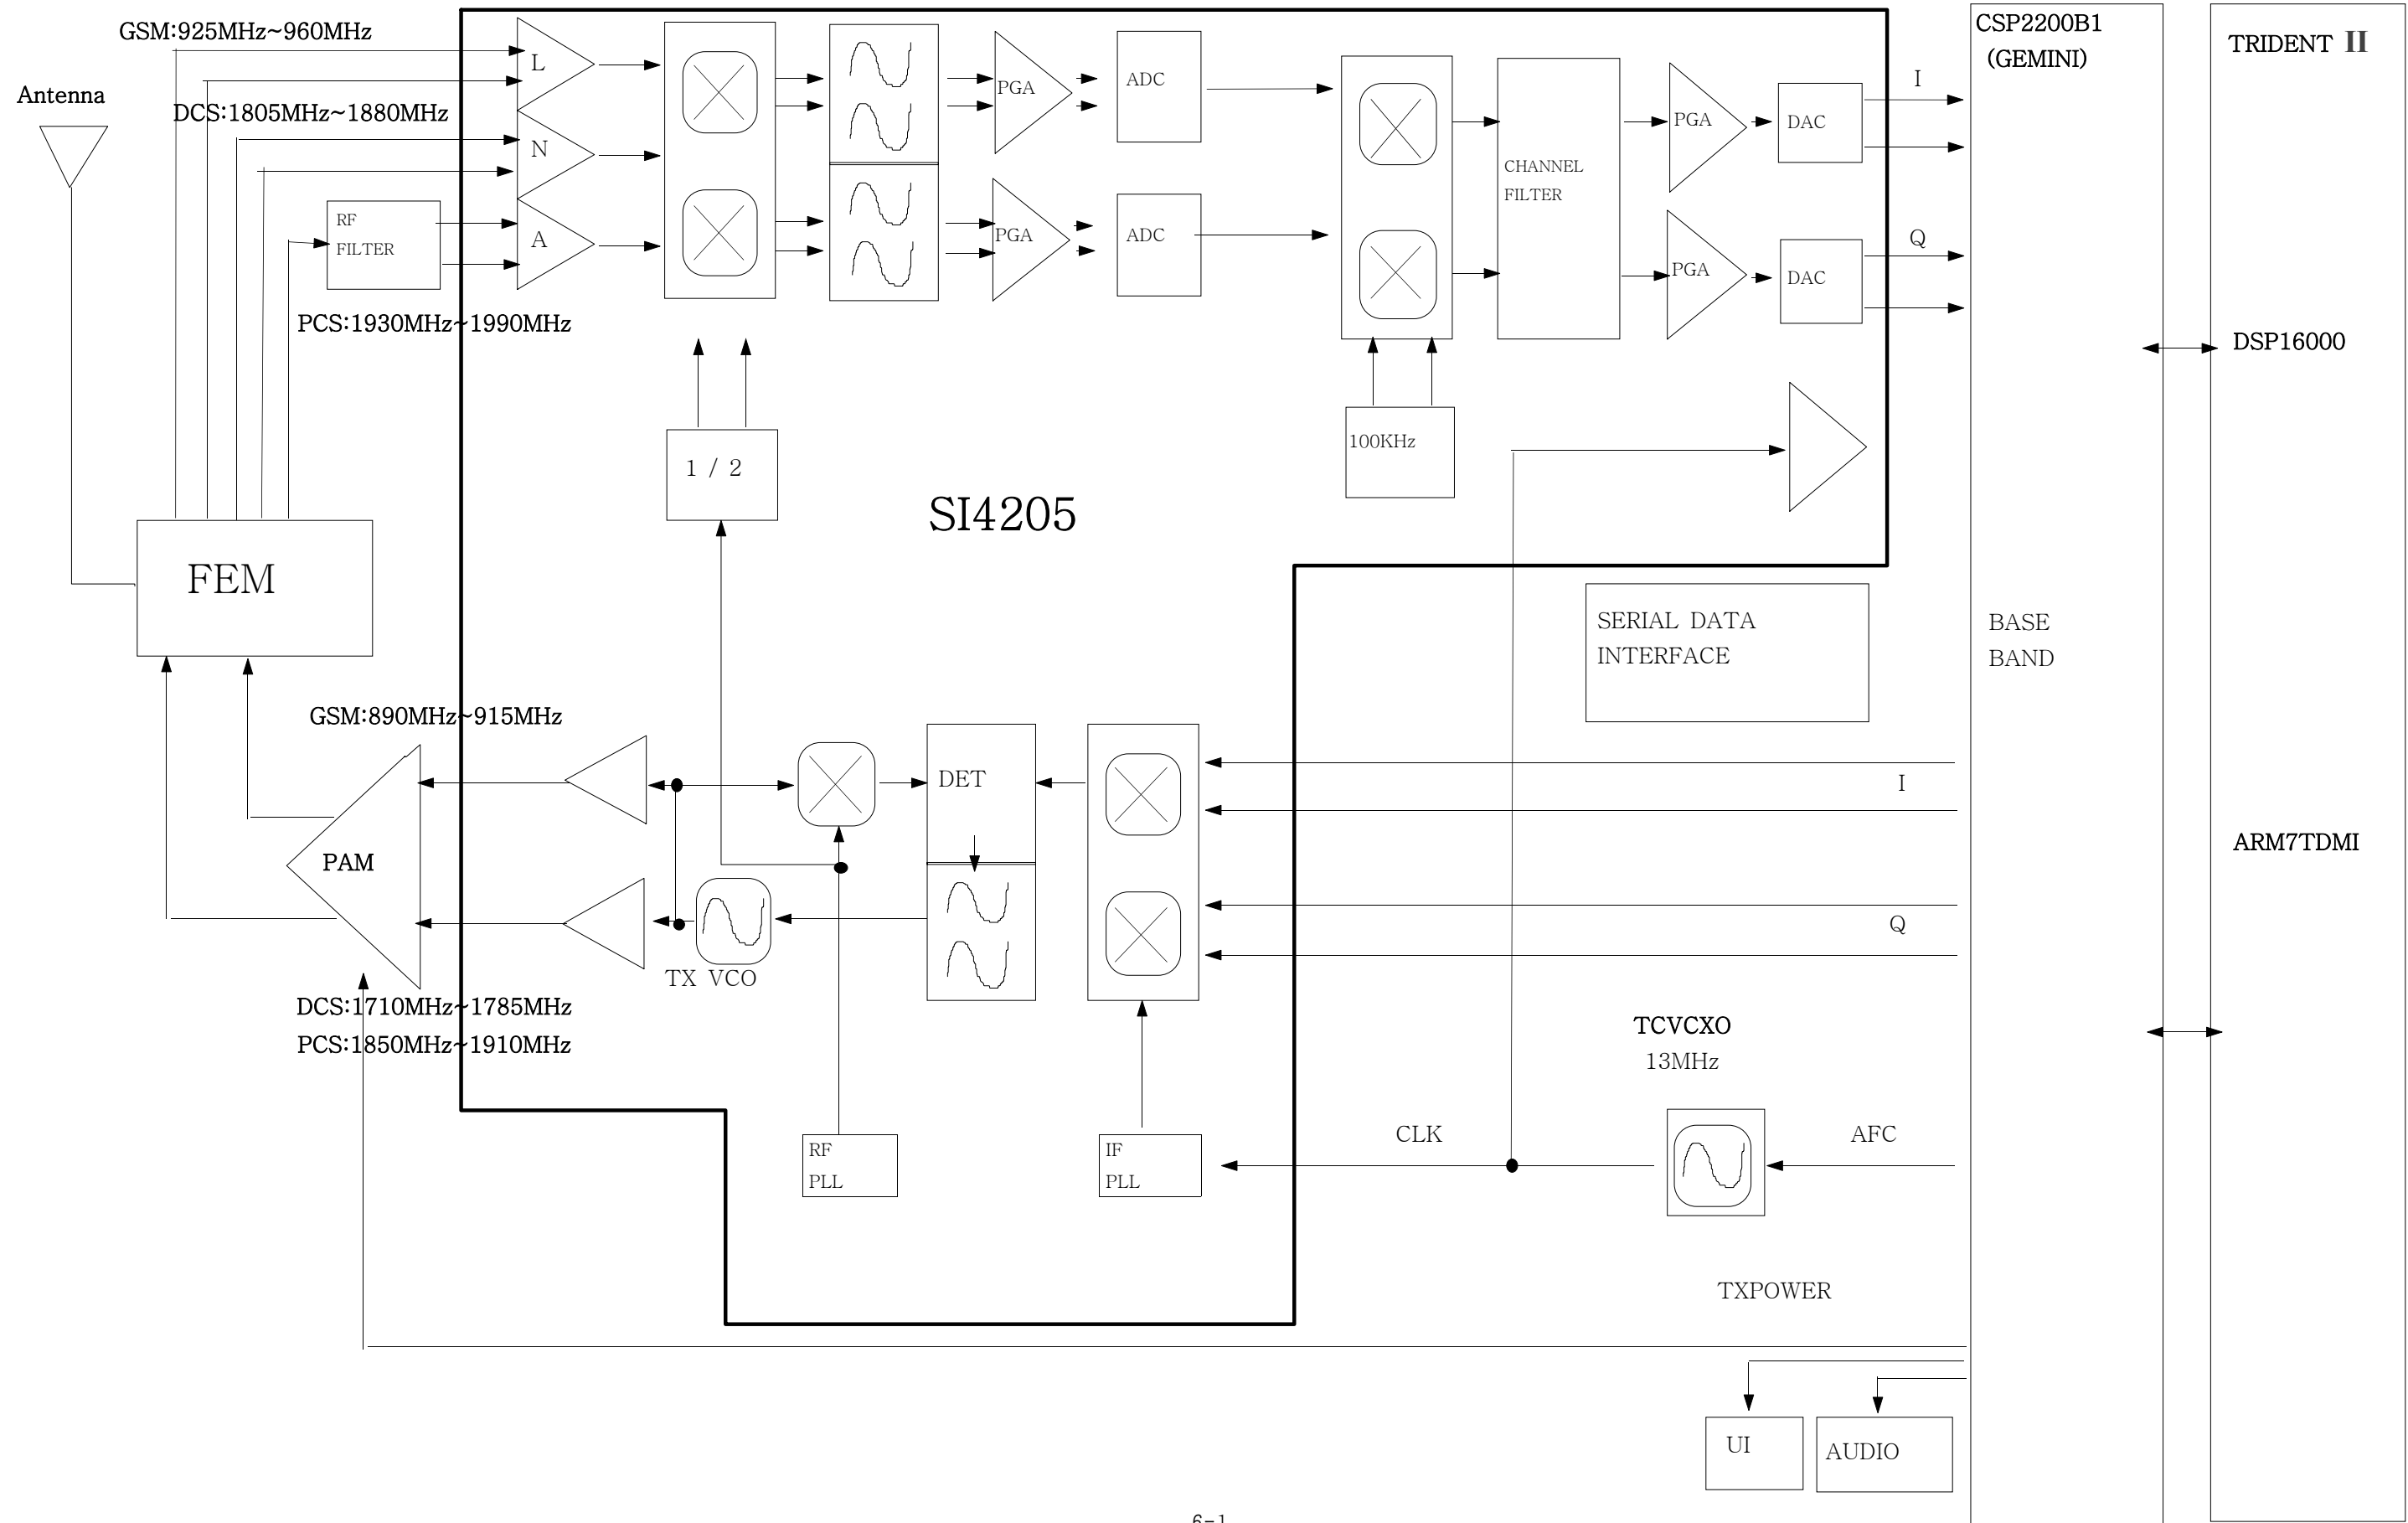 GSM:925MHz~960MHz
DCS:1805MHz~1880MHz
Antenna
RF
FILTER
PCS:1930MHz~1990MHz
FEM
L
N
A
PGA
PGA
ADC
ADC
CHANNEL
FILTER
PGA
PGA
DAC
DAC
I
Q
CSP2200B1
(GEMINI)
TRIDENT II
DSP16000
1 / 2
100KHz
SI4205
SERIAL DATA
INTERFACE
BASE
BAND
GSM:890MHz~915MHz
PAM
DET
I
Q
ARM7TDMI
TX VCO
DCS:1710MHz~1785MHz
PCS:1850MHz~1910MHz
TCVCXO
13MHz
RF
PLL
IF
PLL
CLK
AFC
TXPOWER
UI
AUDIO
6-1